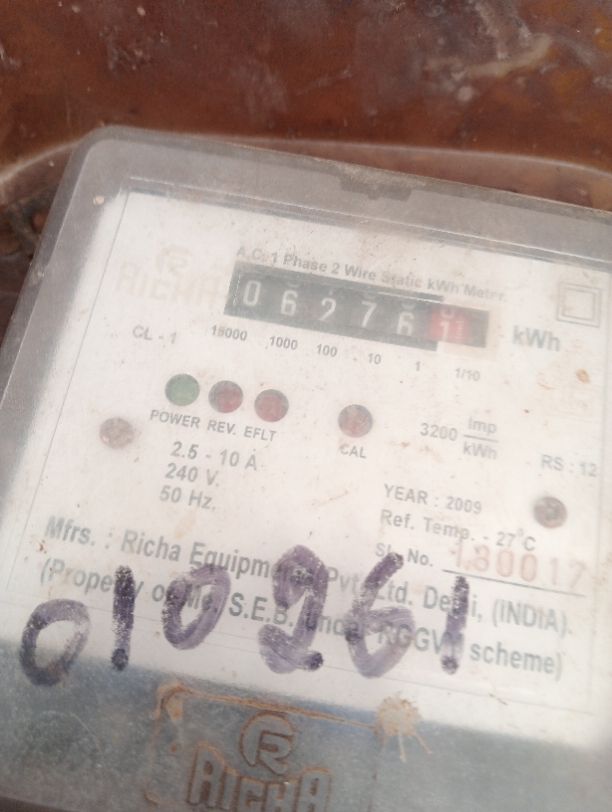 RICHA
A.C. 1 Phase 2 Wire Static kWh Meter.
0 6 2 7 6 1 kWh
CL - 1 10000 1000 100 10 1 1/10
POWER REV. EFLT CAL
3200 imp/kWh
2.5 - 10 A
240 V.
50 Hz.
RS : 12
YEAR : 2009
Ref. Temp. - 27°C
Sl. No. 130017
Mfrs. : Richa Equipments Pvt. Ltd. Delhi, (INDIA).
(Property of S.E.B. under RGGVY scheme)
010261
RICHA